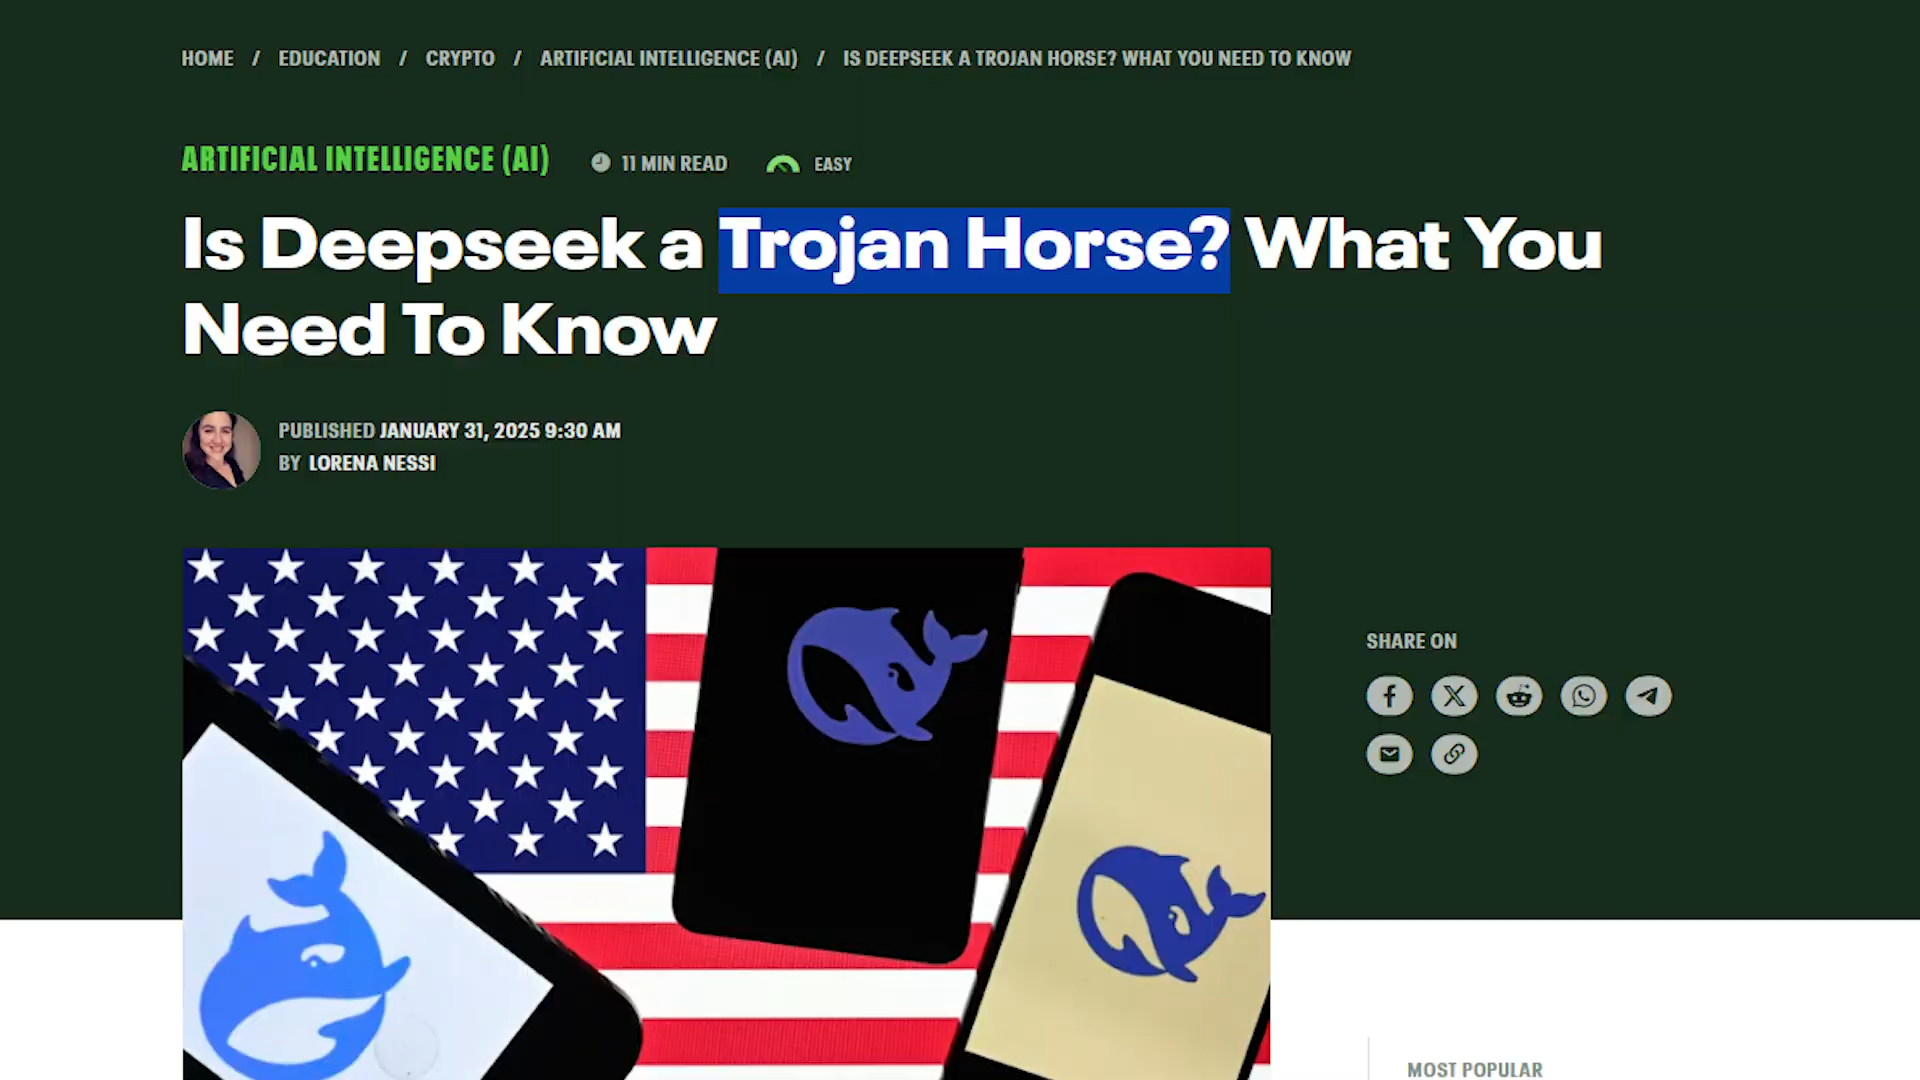 HOME / EDUCATION / CRYPTO / ARTIFICIAL INTELLIGENCE (AI) / IS DEEPSEEK A TROJAN HORSE? WHAT YOU NEED TO KNOW
ARTIFICIAL INTELLIGENCE (AI) 11 MIN READ EASY
Is Deepseek a Trojan Horse? What You
Need To Know
PUBLISHED JANUARY 31, 2025 9:30 AM
BY LORENA NESSI
SHARE ON
MOST POPULAR